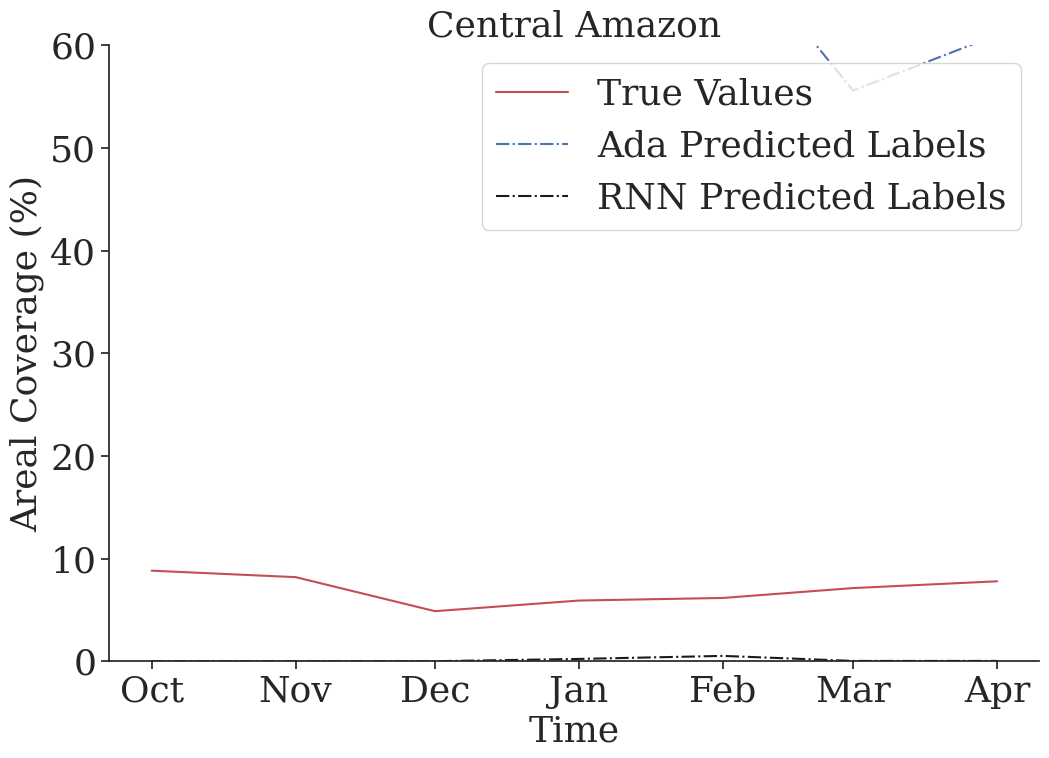 Central Amazon
60
50
40
30
20
10
0
Areal Coverage (%)
True Values
Ada Predicted Labels
RNN Predicted Labels
Oct Nov Dec Jan Feb Mar Apr
Time